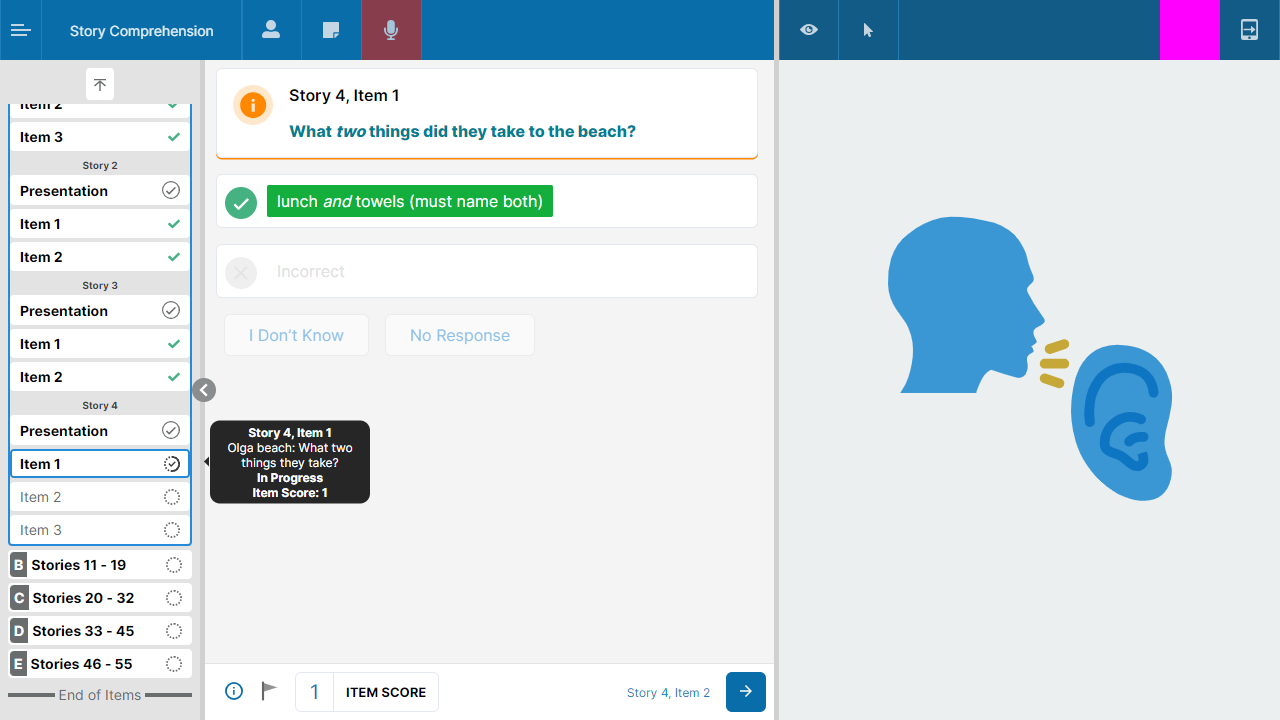 Story Comprehension
Item 2
Item 3
Story 2
Presentation
Item 1
Item 2
Story 3
Presentation
Item 1
Item 2
Story 4
Presentation
Item 1
Item 2
Item 3
B Stories 11 - 19
C Stories 20 - 32
D Stories 33 - 45
E Stories 46 - 55
End of Items
Story 4, Item 1
What two things did they take to the beach?
lunch and towels (must name both)
Incorrect
I Don't Know
No Response
Story 4, Item 1
Olga beach: What two
things they take?
In Progress
Item Score: 1
1 ITEM SCORE
Story 4, Item 2